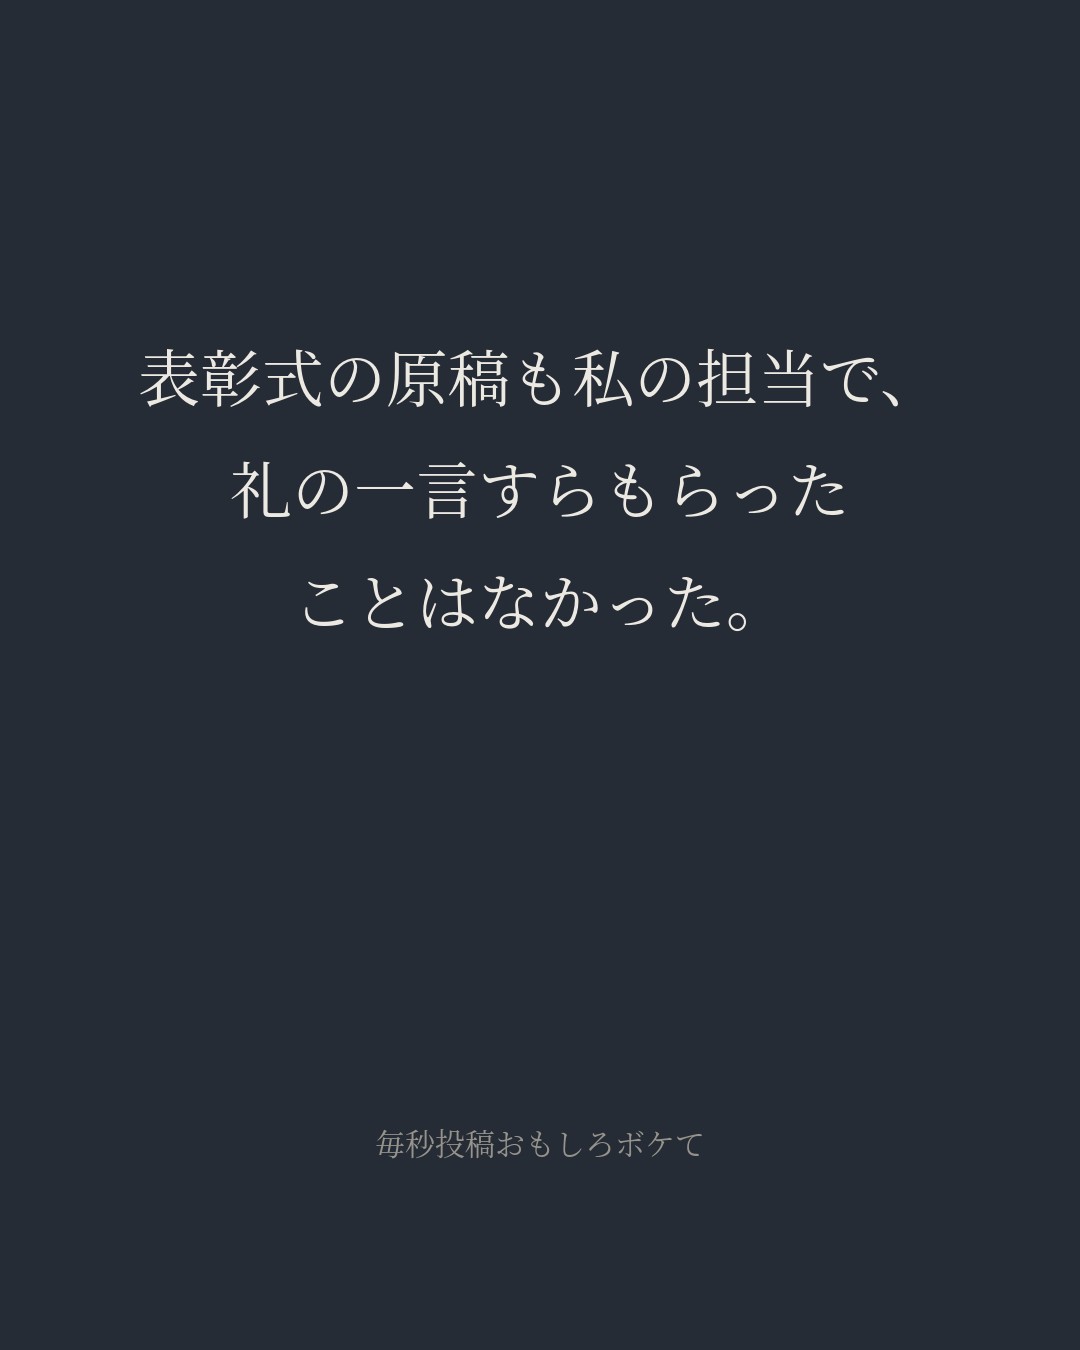 表彰式の原稿も私の担当で、
礼の一言すらもらった
ことはなかった。
毎秒投稿おもしろボケて